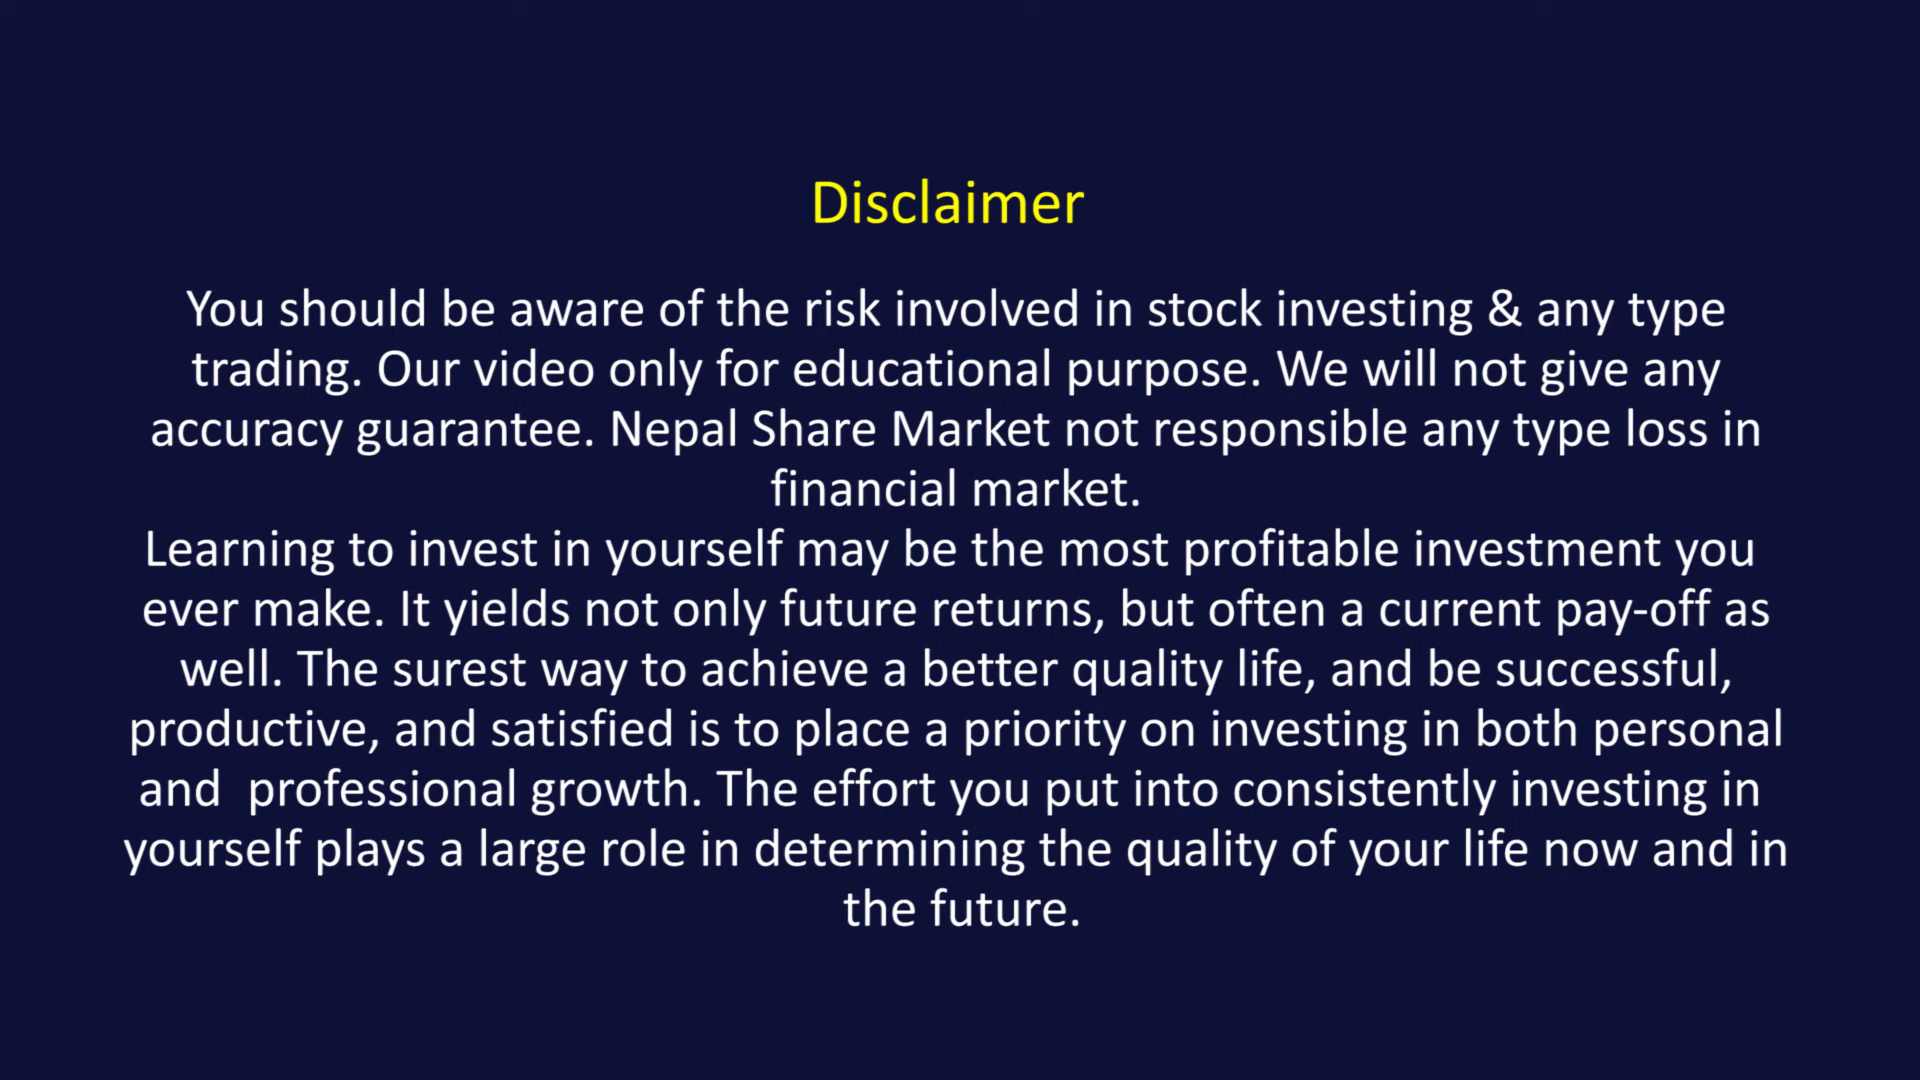 Disclaimer
You should be aware of the risk involved in stock investing & any type
trading. Our video only for educational purpose. We will not give any
accuracy guarantee. Nepal Share Market not responsible any type loss in
financial market.
Learning to invest in yourself may be the most profitable investment you
ever make. It yields not only future returns, but often a current pay-off as
well. The surest way to achieve a better quality life, and be successful,
productive, and satisfied is to place a priority on investing in both personal
and  professional growth. The effort you put into consistently investing in
yourself plays a large role in determining the quality of your life now and in
the future.